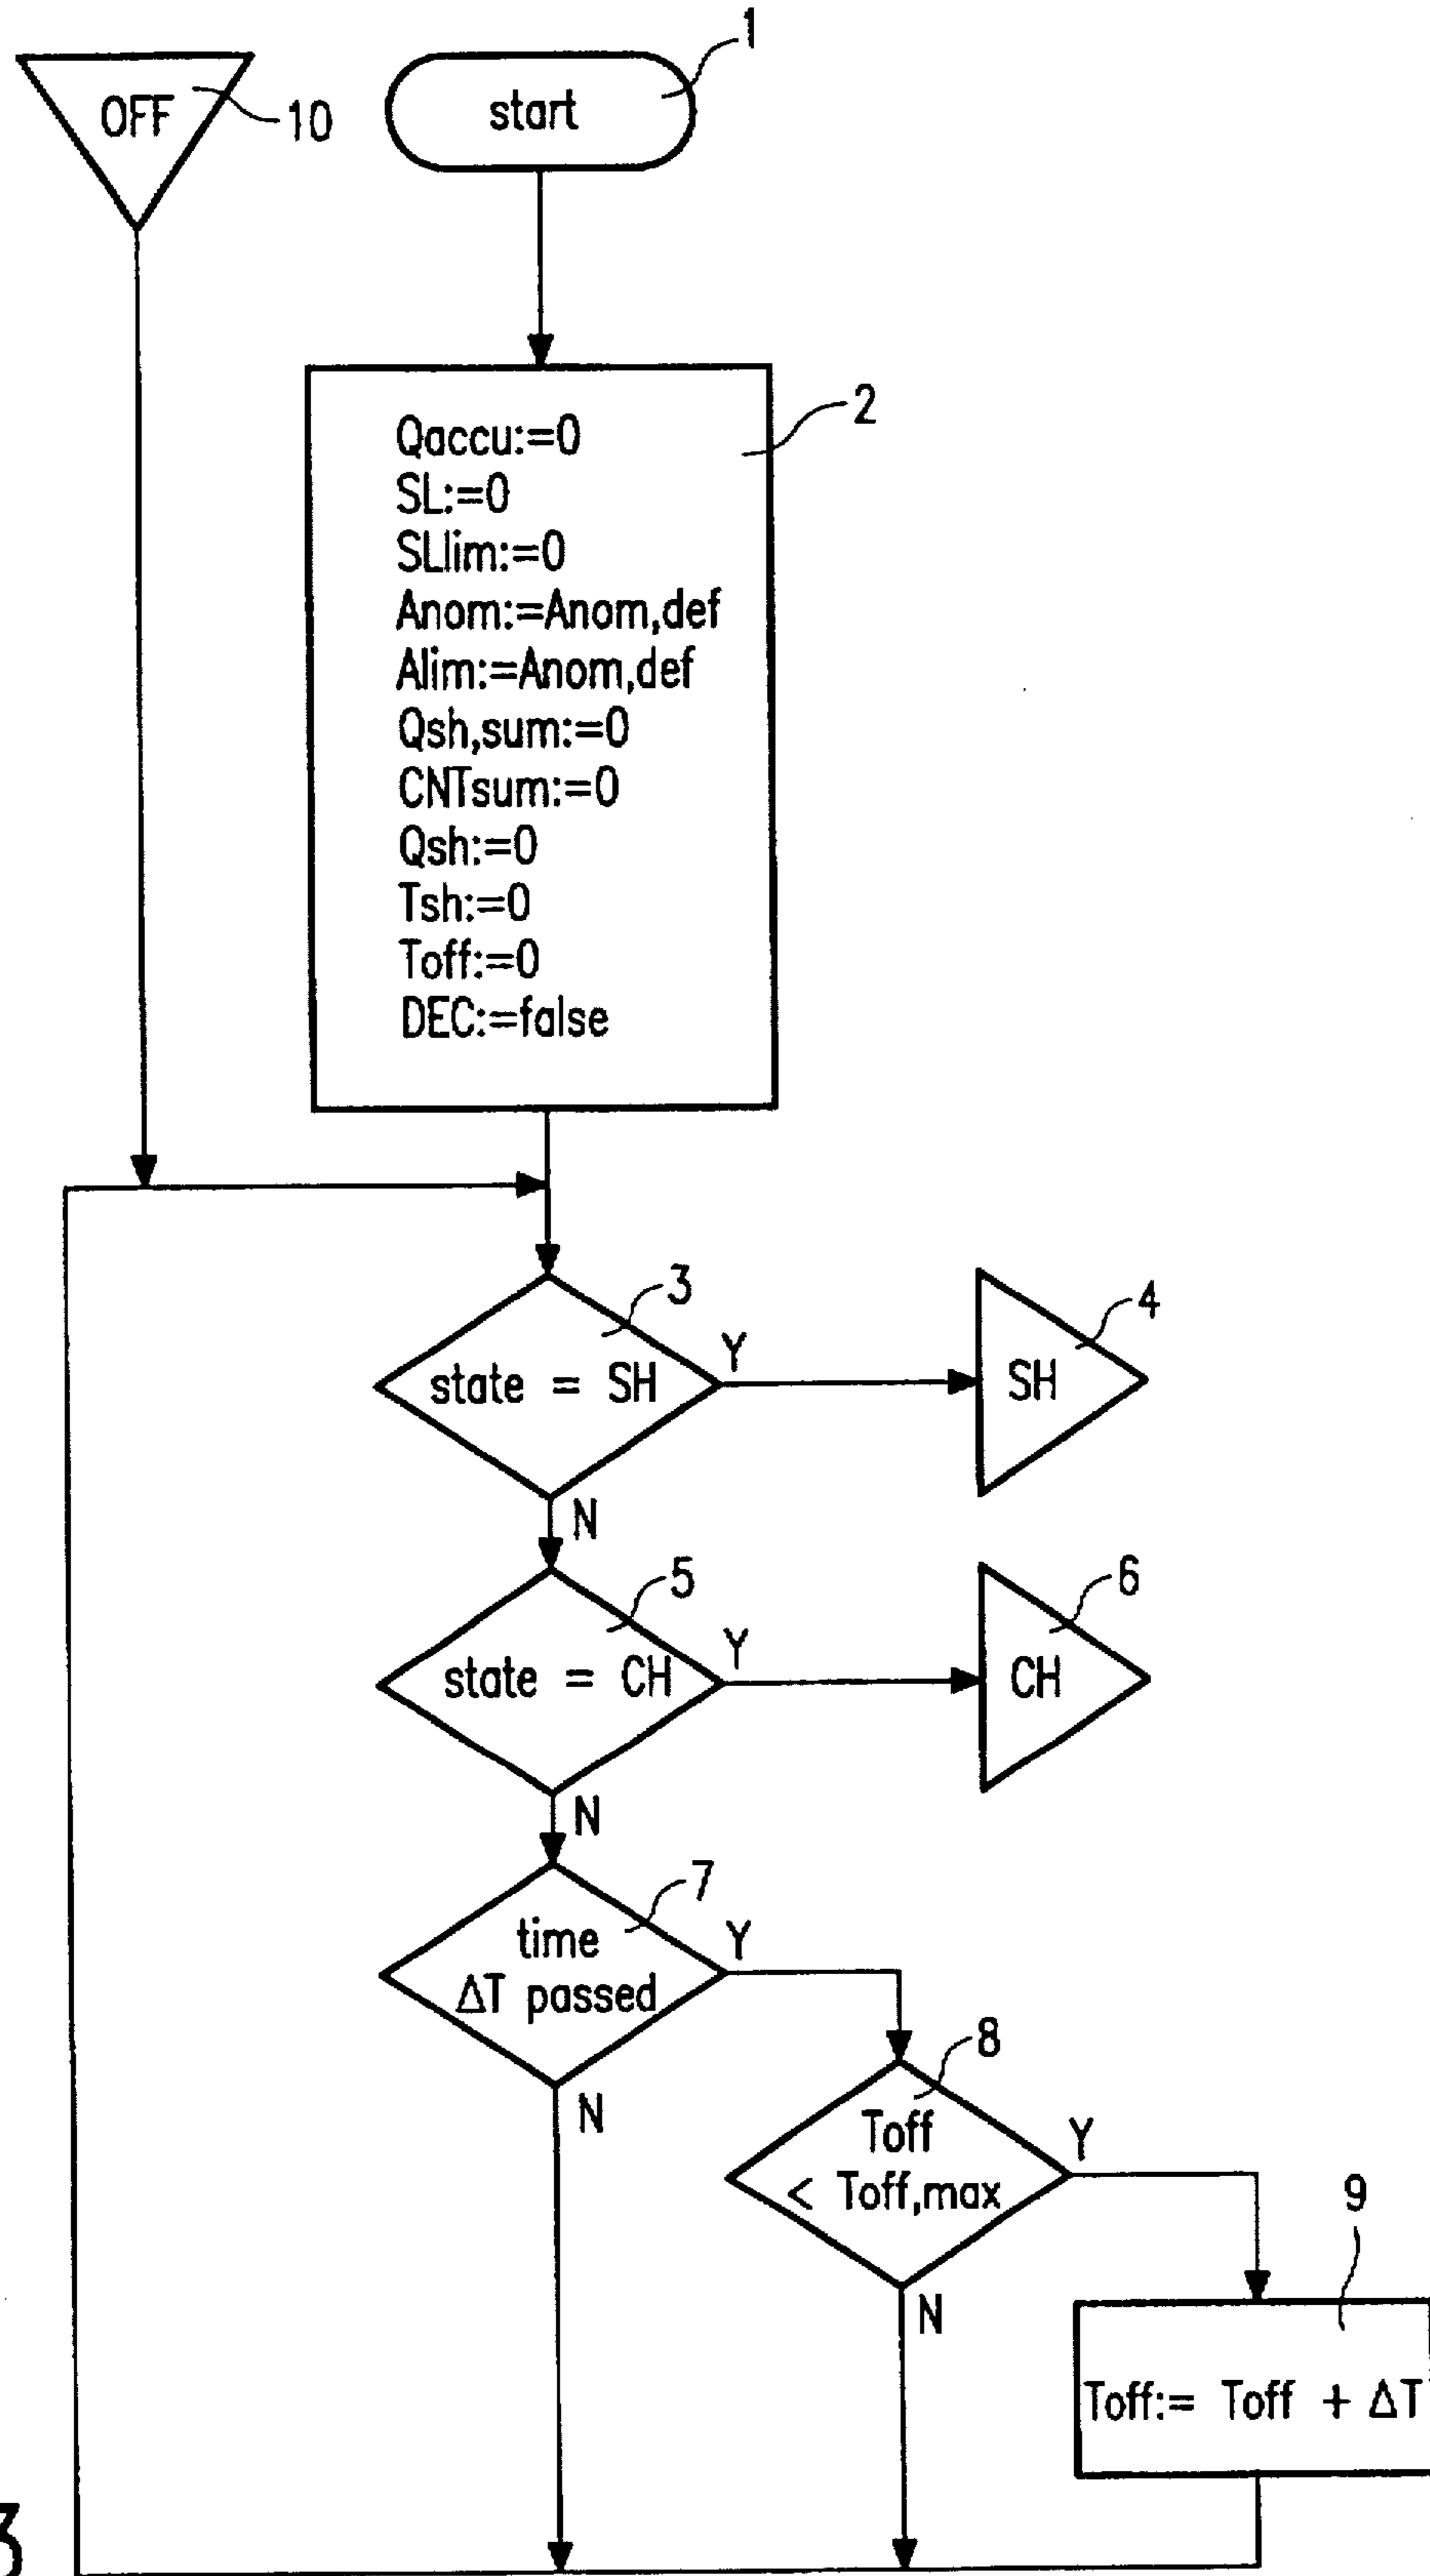 1
OFF
10
start
2
Qaccu:=0
SL:=0
SLlim:=0
Anom:=Anom,def
Alim:=Anom,def
Qsh,sum:=0
CNTsum:=0
Qsh:=0
Tsh:=0
Toff:=0
DEC:=false
3
4
state = SH
Y
SH
N
5
6
state = CH
Y
CH
N
7
time
ΔT passed
Y
8
N
Toff
< Toff,max
Y
9
N
Toff:= Toff + ΔT
3